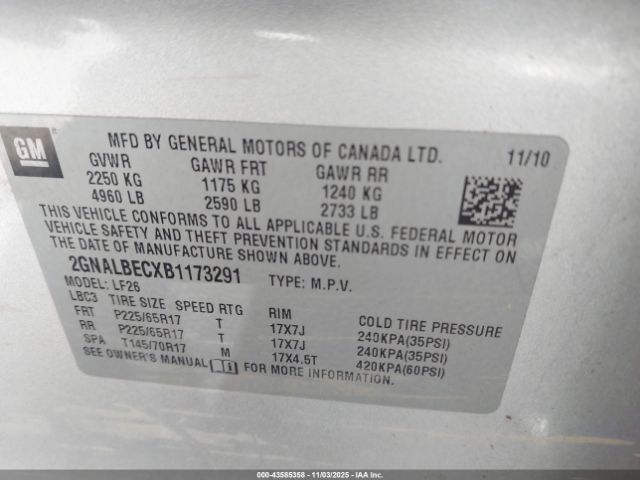 GM
MFD BY GENERAL MOTORS OF CANADA LTD. 11/10
GVWR GAWR FRT GAWR RR
2250 KG 1175 KG 1240 KG
4960 LB 2590 LB 2733 LB
THIS VEHICLE CONFORMS TO ALL APPLICABLE U.S. FEDERAL MOTOR
VEHICLE SAFETY AND THEFT PREVENTION STANDARDS IN EFFECT ON
THE DATE OF MANUFACTURE SHOWN ABOVE.
2GNALBECXB1173291 TYPE: M.P.V.
MODEL: LF26
LBC3 TIRE SIZE SPEED RTG RIM COLD TIRE PRESSURE
FRT P225/65R17 T 17X7J 240KPA(35PSI)
RR P225/65R17 T 17X7J 240KPA(35PSI)
SPA T145/70R17 M 17X4.5T 420KPA(60PSI)
SEE OWNER'S MANUAL i FOR MORE INFORMATION.
000-43585358 - 11/03/2025 - IAAI.COM